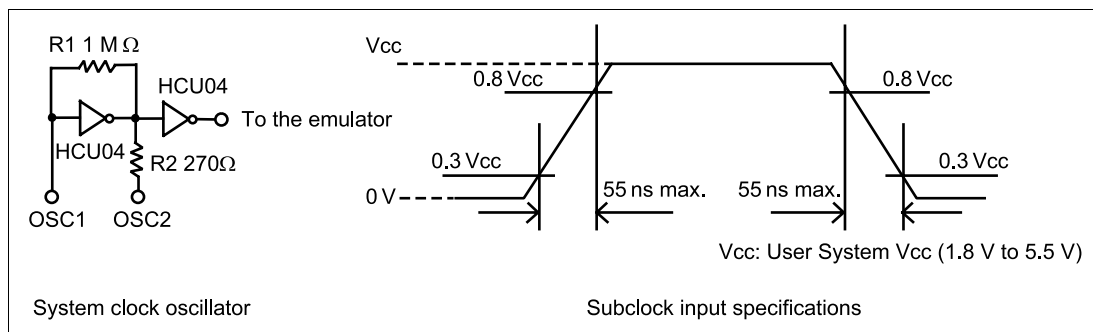 R1 1 M Ω
HCU04
To the emulator
HCU04
R2 270Ω
OSC1 OSC2
System clock oscillator
Vcc
0.8 Vcc
0.8 Vcc
0.3 Vcc
0.3 Vcc
0 V
55 ns max.
55 ns max.
Vcc: User System Vcc (1.8 V to 5.5 V)
Subclock input specifications